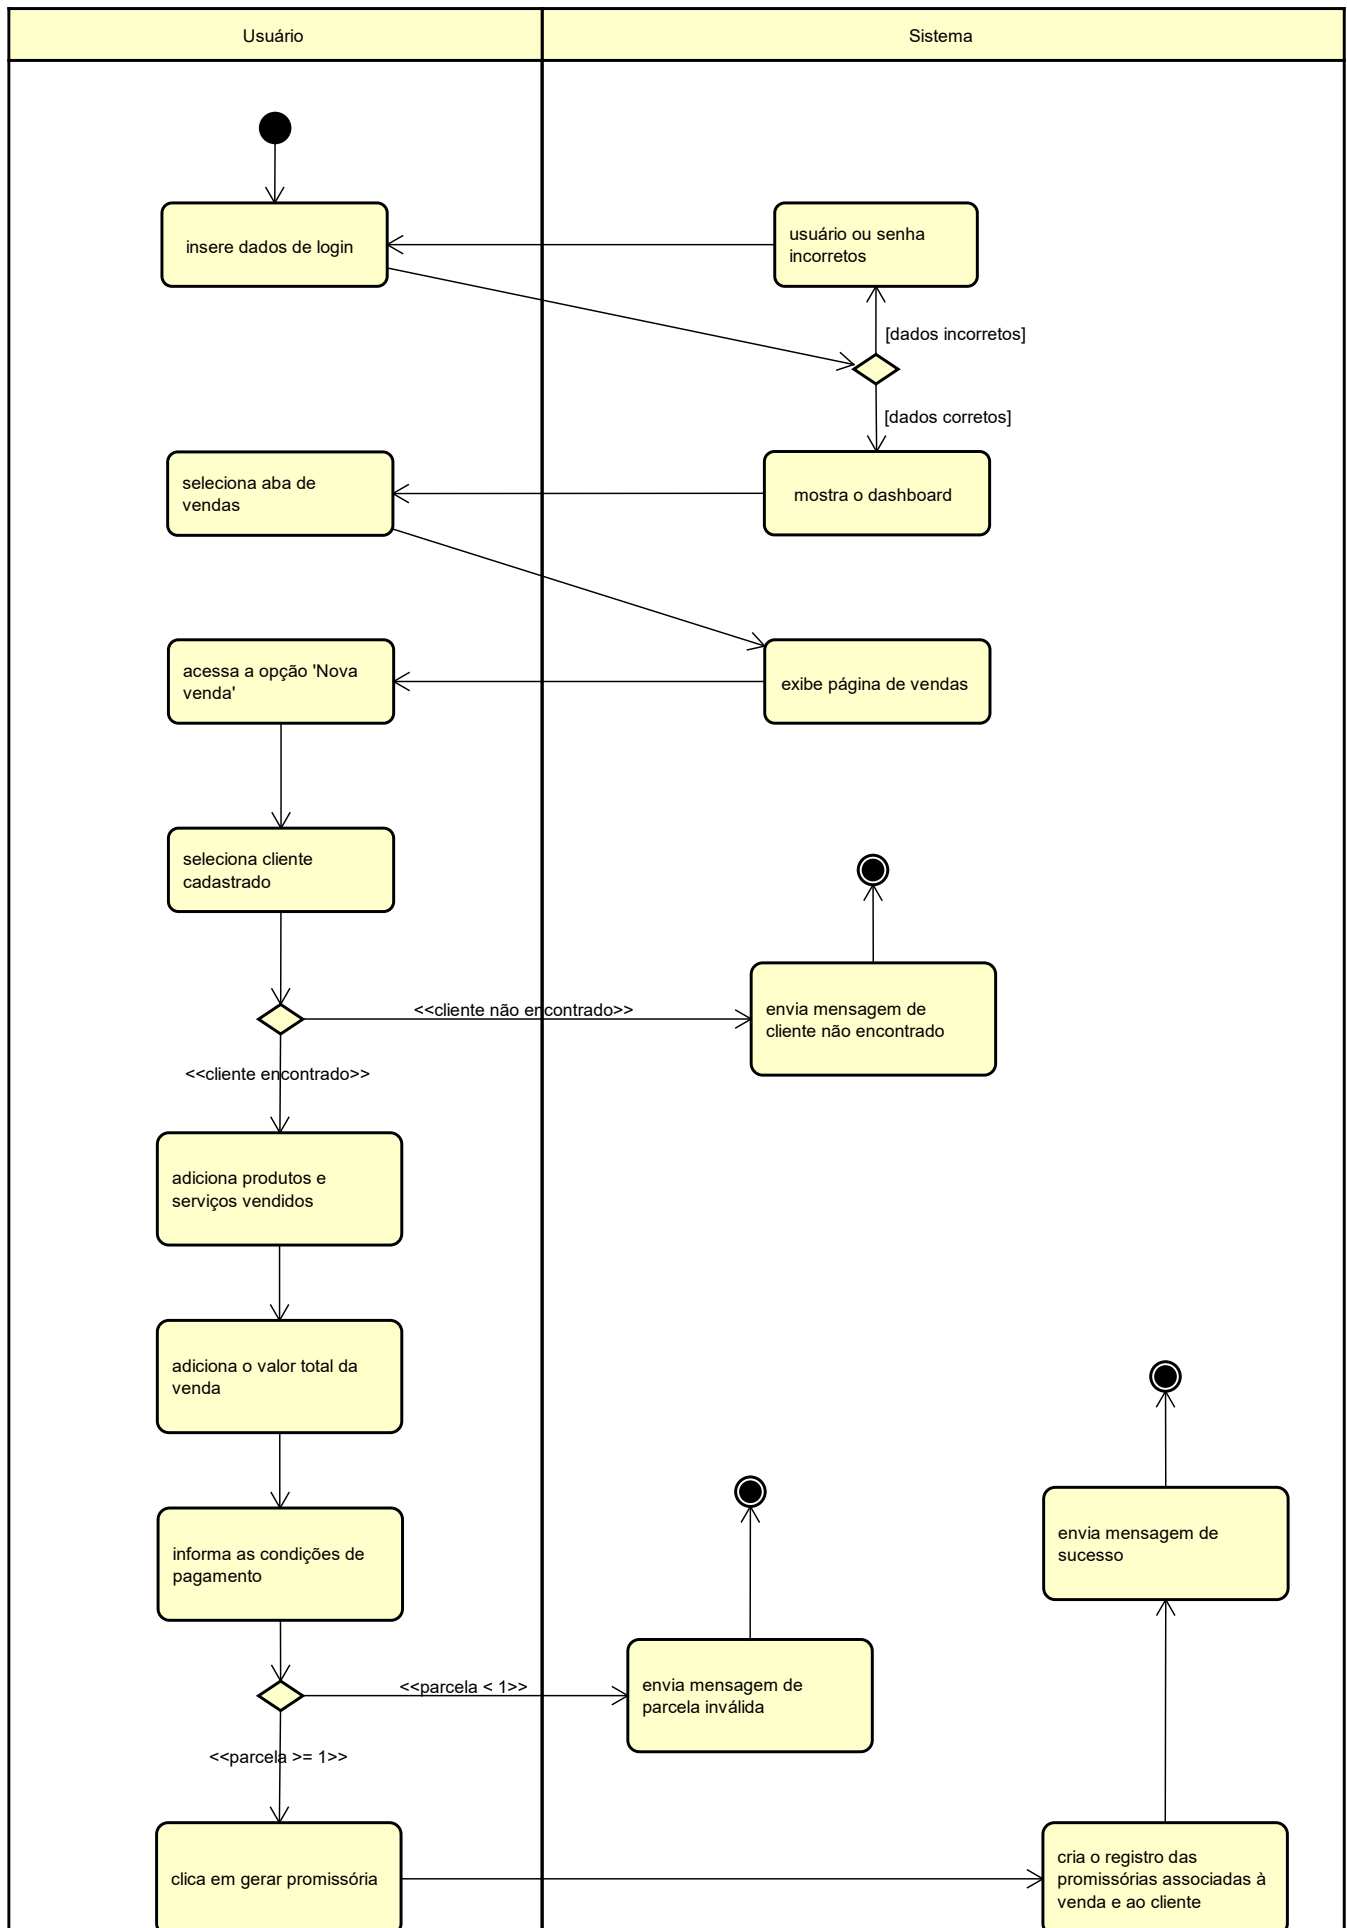 Usuário
Sistema
insere dados de login
usuário ou senha
incorretos
[dados incorretos]
[dados corretos]
seleciona aba de
vendas
mostra o dashboard
acessa a opção 'Nova
venda'
exibe página de vendas
seleciona cliente
cadastrado
<<cliente não encontrado>>
envia mensagem de
cliente não encontrado
<<cliente encontrado>>
adiciona produtos e
serviços vendidos
adiciona o valor total da
venda
informa as condições de
pagamento
envia mensagem de
sucesso
<<parcela < 1>>
envia mensagem de
parcela inválida
<<parcela >= 1>>
clica em gerar promissória
cria o registro das
promissórias associadas à
venda e ao cliente